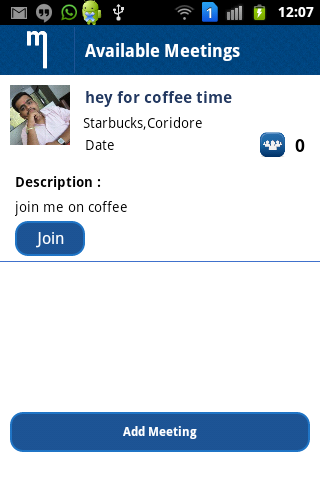 1
12:07
m
Available Meetings
hey for coffee time
Starbucks,Coridore
Date
0
Description :
join me on coffee
Join
Add Meeting